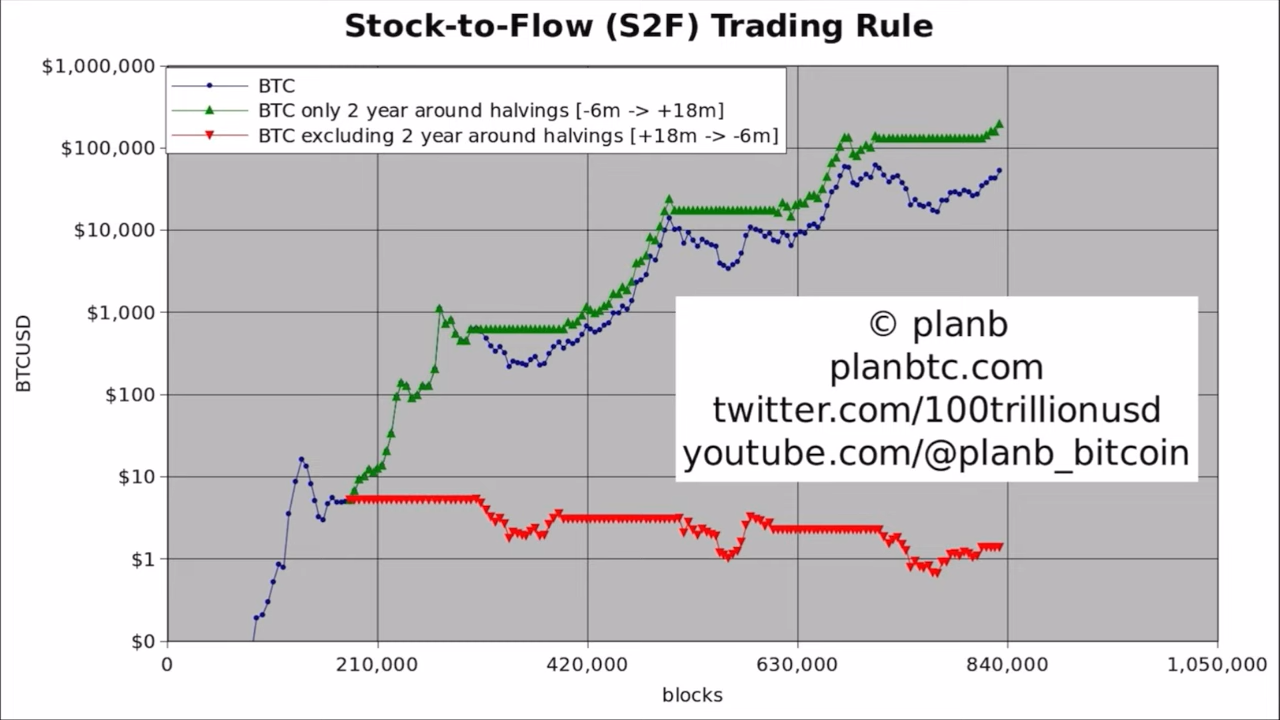 Stock-to-Flow (S2F) Trading Rule
$1,000,000
BTC
BTC only 2 year around halvings [-6m -> +18m]
BTC excluding 2 year around halvings [+18m -> -6m]
$100,000
$10,000
$1,000
$100
$10
$1
$0
BTCUSD
© planb
planbtc.com
twitter.com/100trillionusd
youtube.com/@planb_bitcoin
0 210,000 420,000 630,000 840,000 1,050,000
blocks